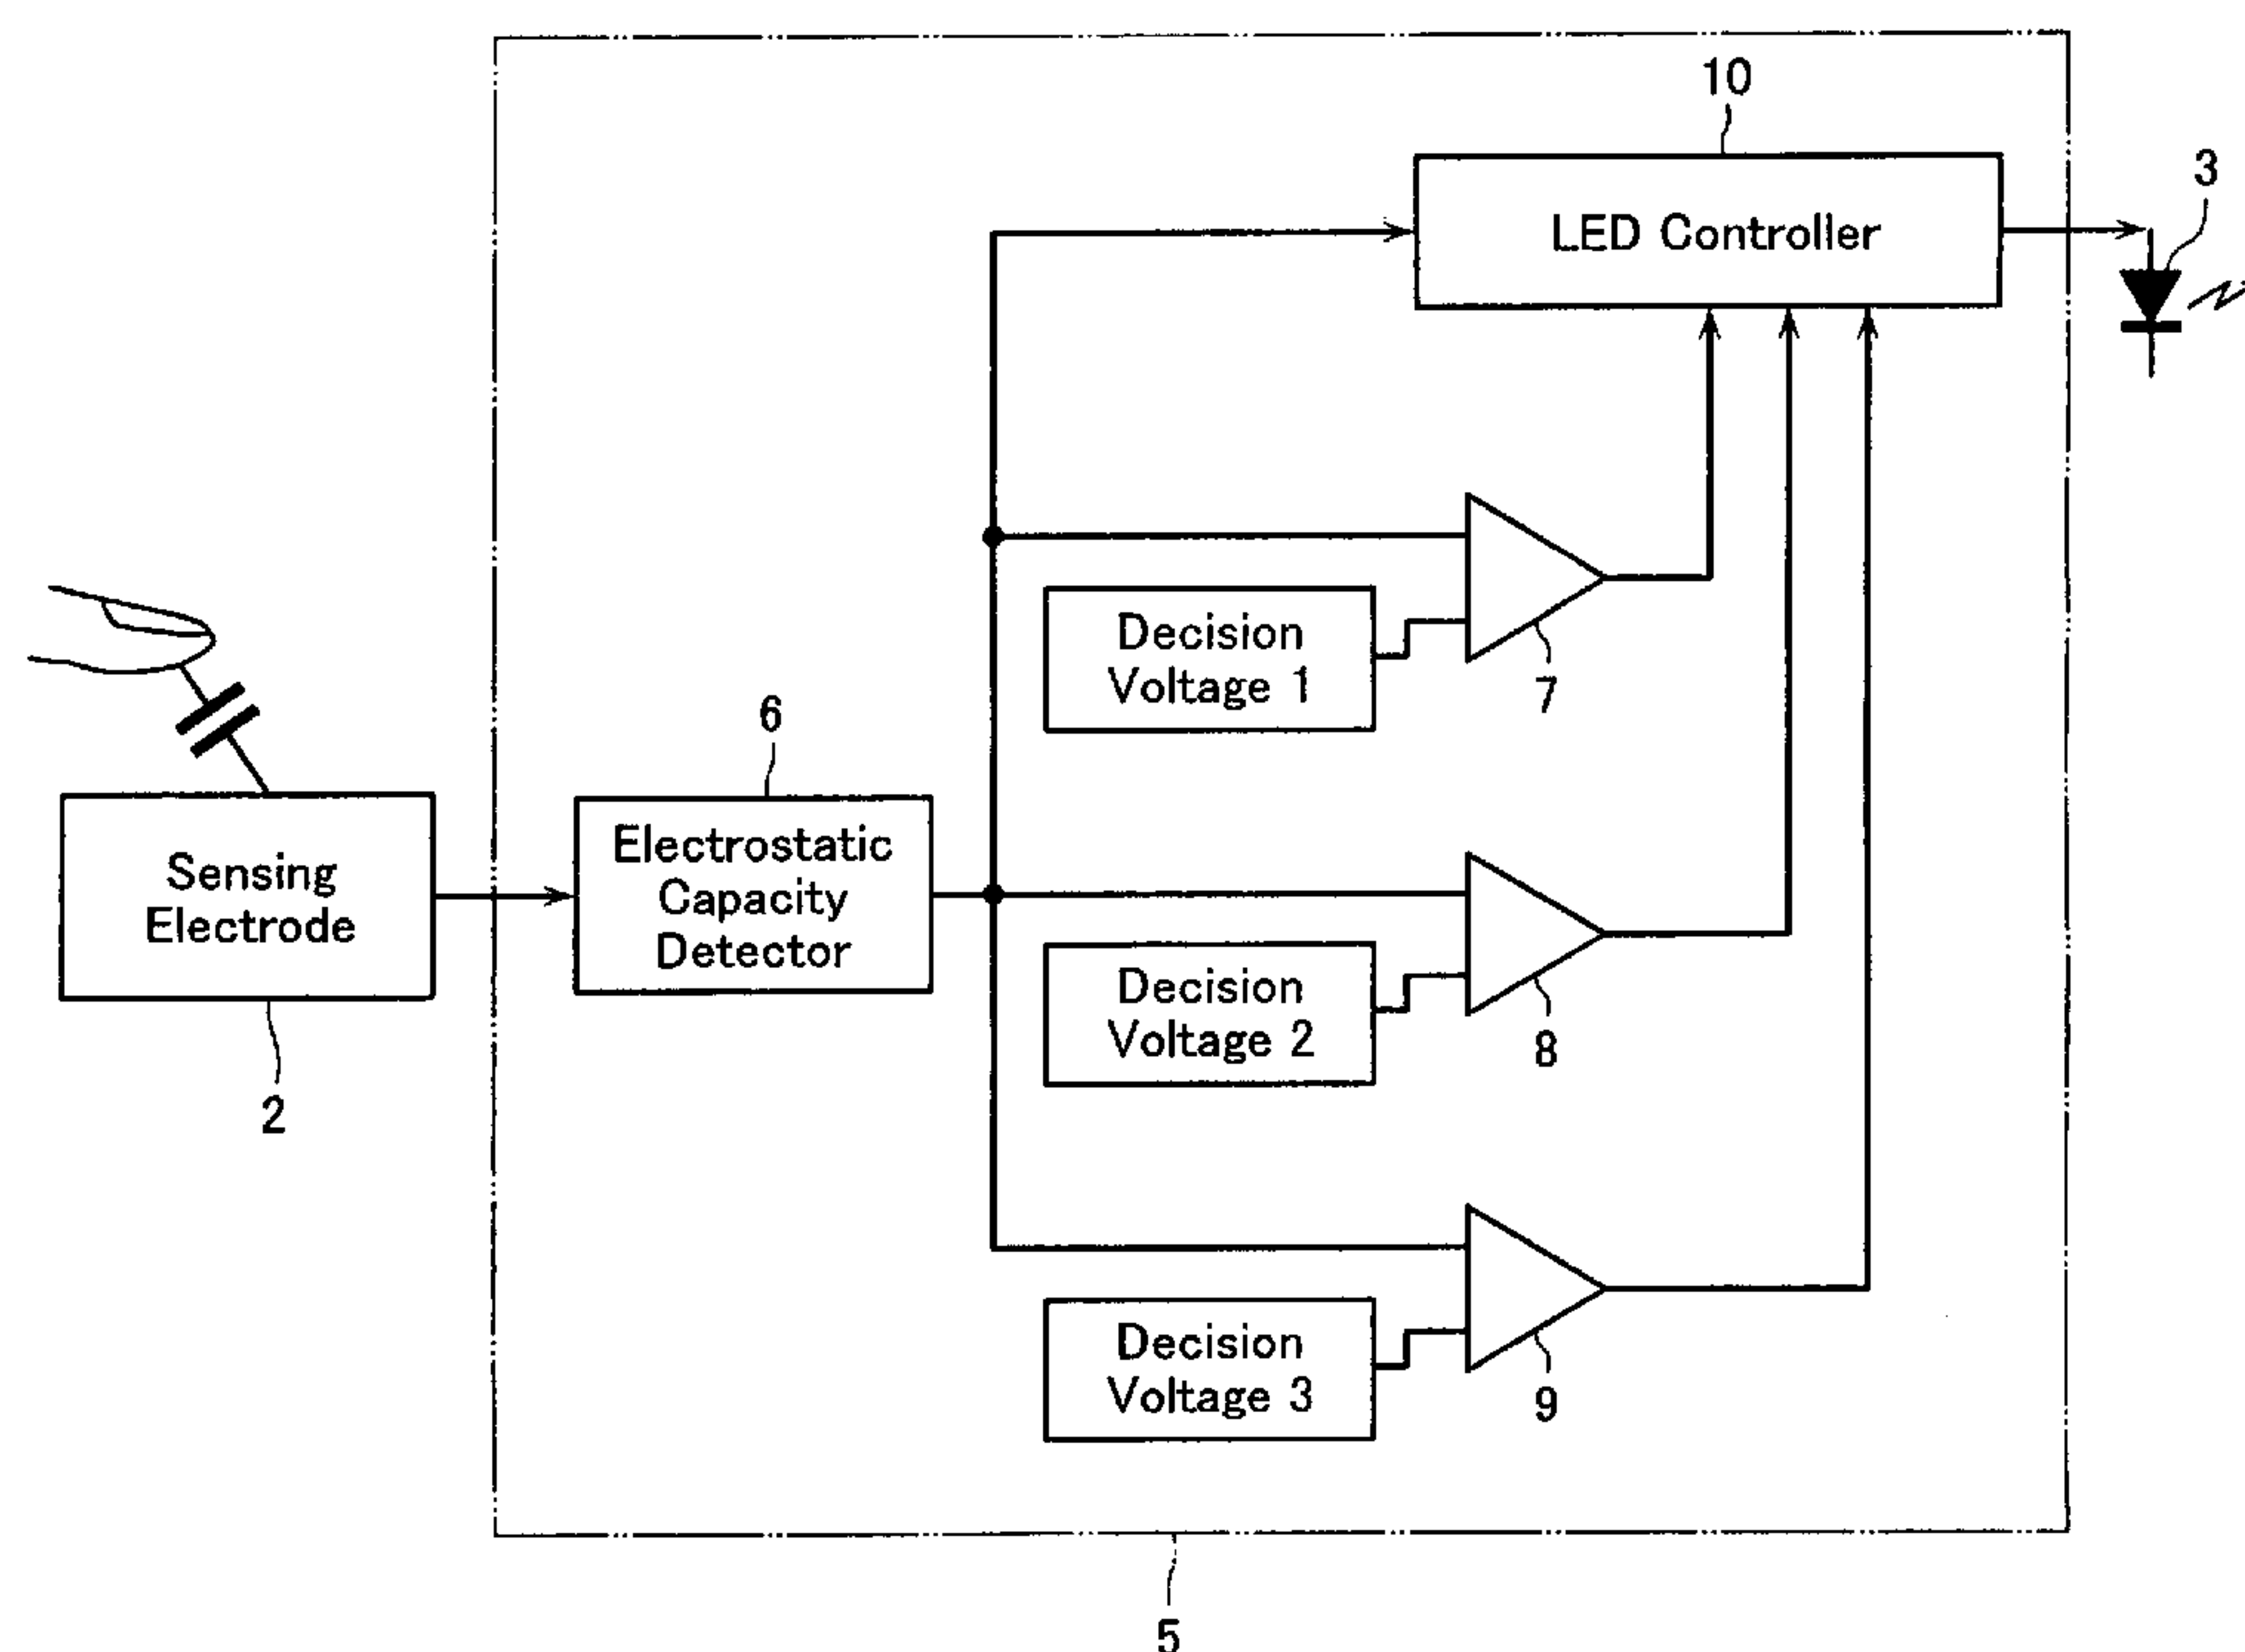 10
LED Controller
3
Decision
Voltage 1
7
6
Electrostatic
Capacity
Detector
Sensing
Electrode
2
Decision
Voltage 2
8
Decision
Voltage 3
9
5